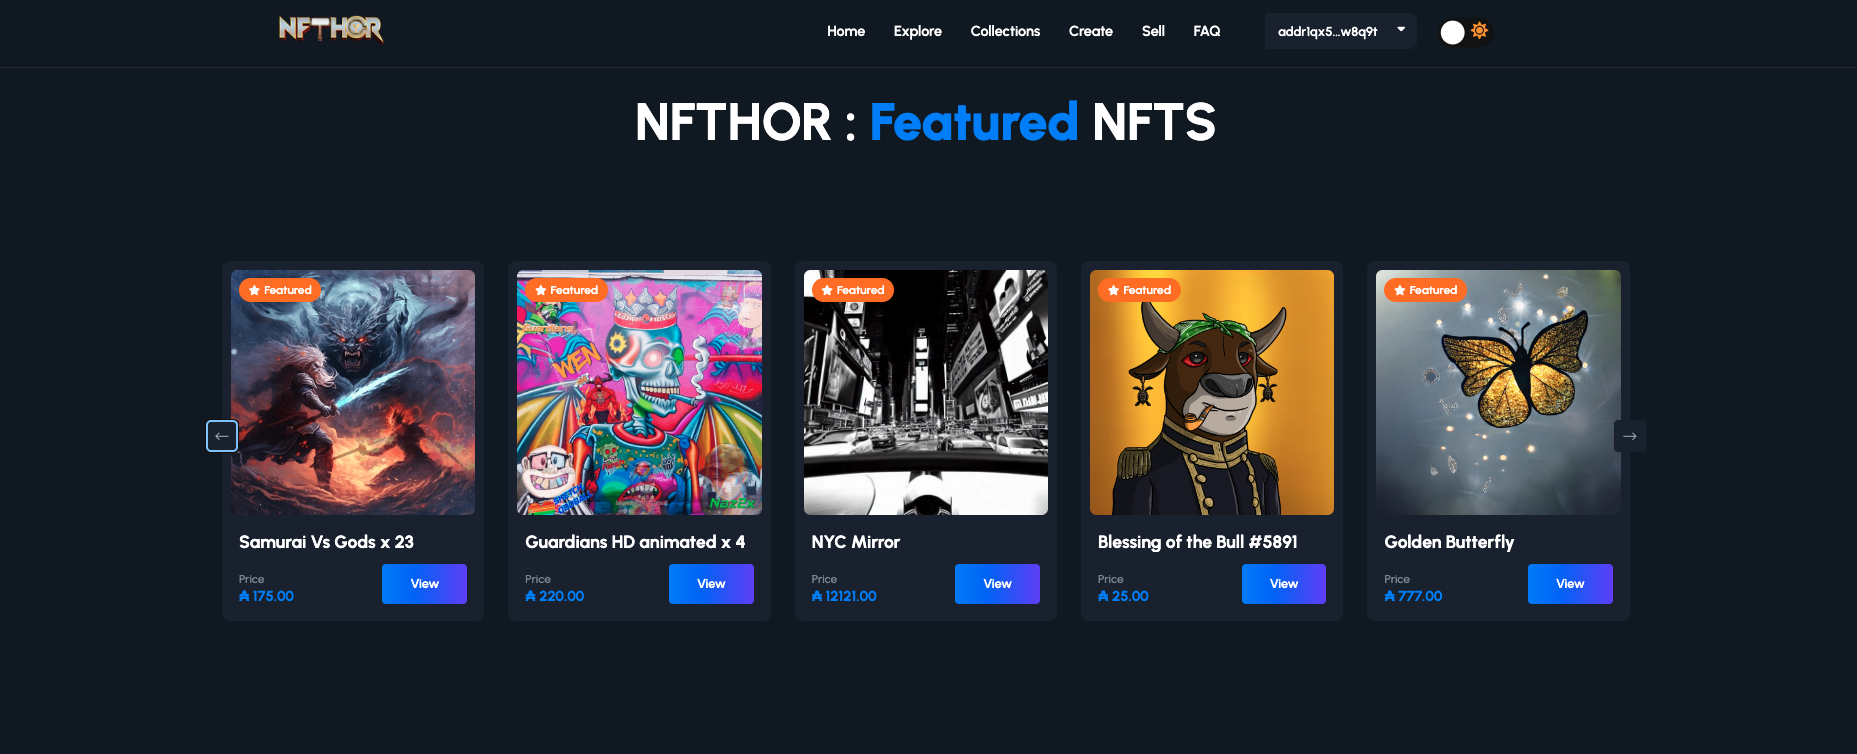 NFTHOR
Home Explore Collections Create Sell FAQ addr1qx5...w8q9t
NFTHOR : Featured NFTS
Featured
Featured
Featured
Featured
Featured
WEN
NazEx
Samurai Vs Gods x 23
Guardians HD animated x 4
NYC Mirror
Blessing of the Bull #5891
Golden Butterfly
Price
₳ 175.00
View
Price
₳ 220.00
View
Price
₳ 12121.00
View
Price
₳ 25.00
View
Price
₳ 777.00
View